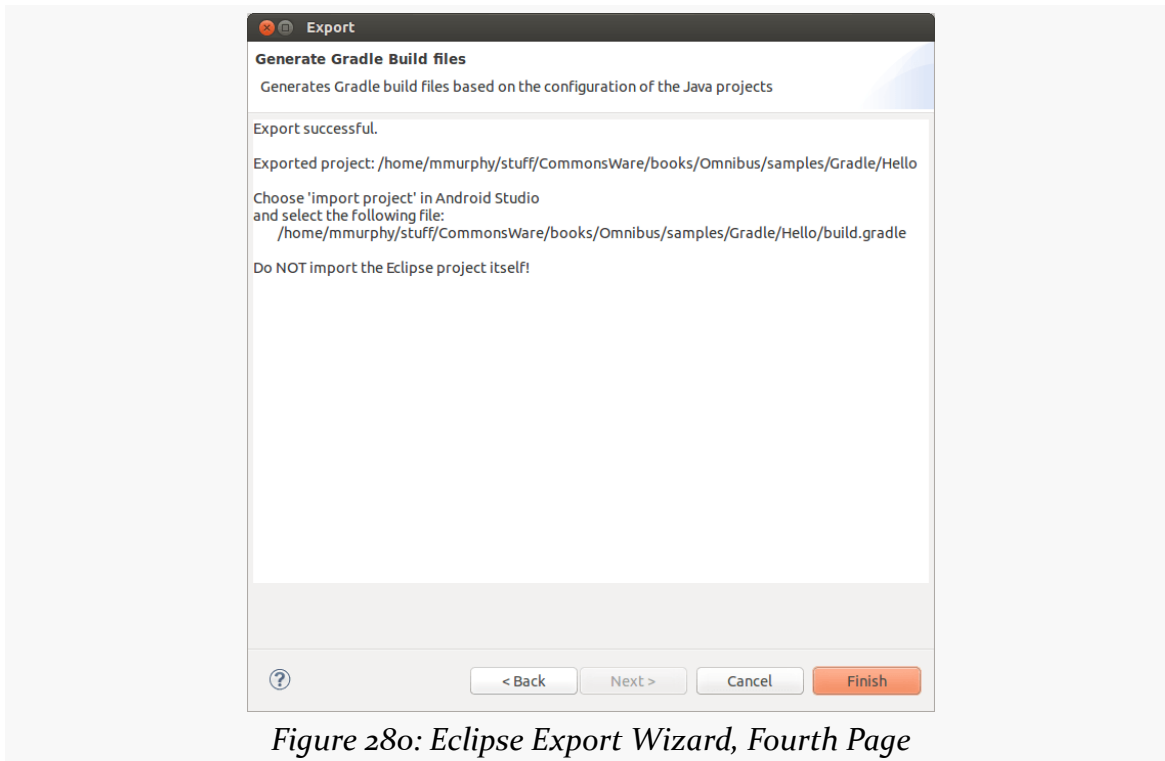 Export
Generate Gradle Build files
Generates Gradle build files based on the configuration of the Java projects
Export successful.
Exported project: /home/mmurphy/stuff/CommonsWare/books/Omnibus/samples/Gradle/Hello
Choose 'import project' in Android Studio
and select the following file:
/home/mmurphy/stuff/CommonsWare/books/Omnibus/samples/Gradle/Hello/build.gradle
Do NOT import the Eclipse project itself!
? < Back Next > Cancel Finish
Figure 280: Eclipse Export Wizard, Fourth Page